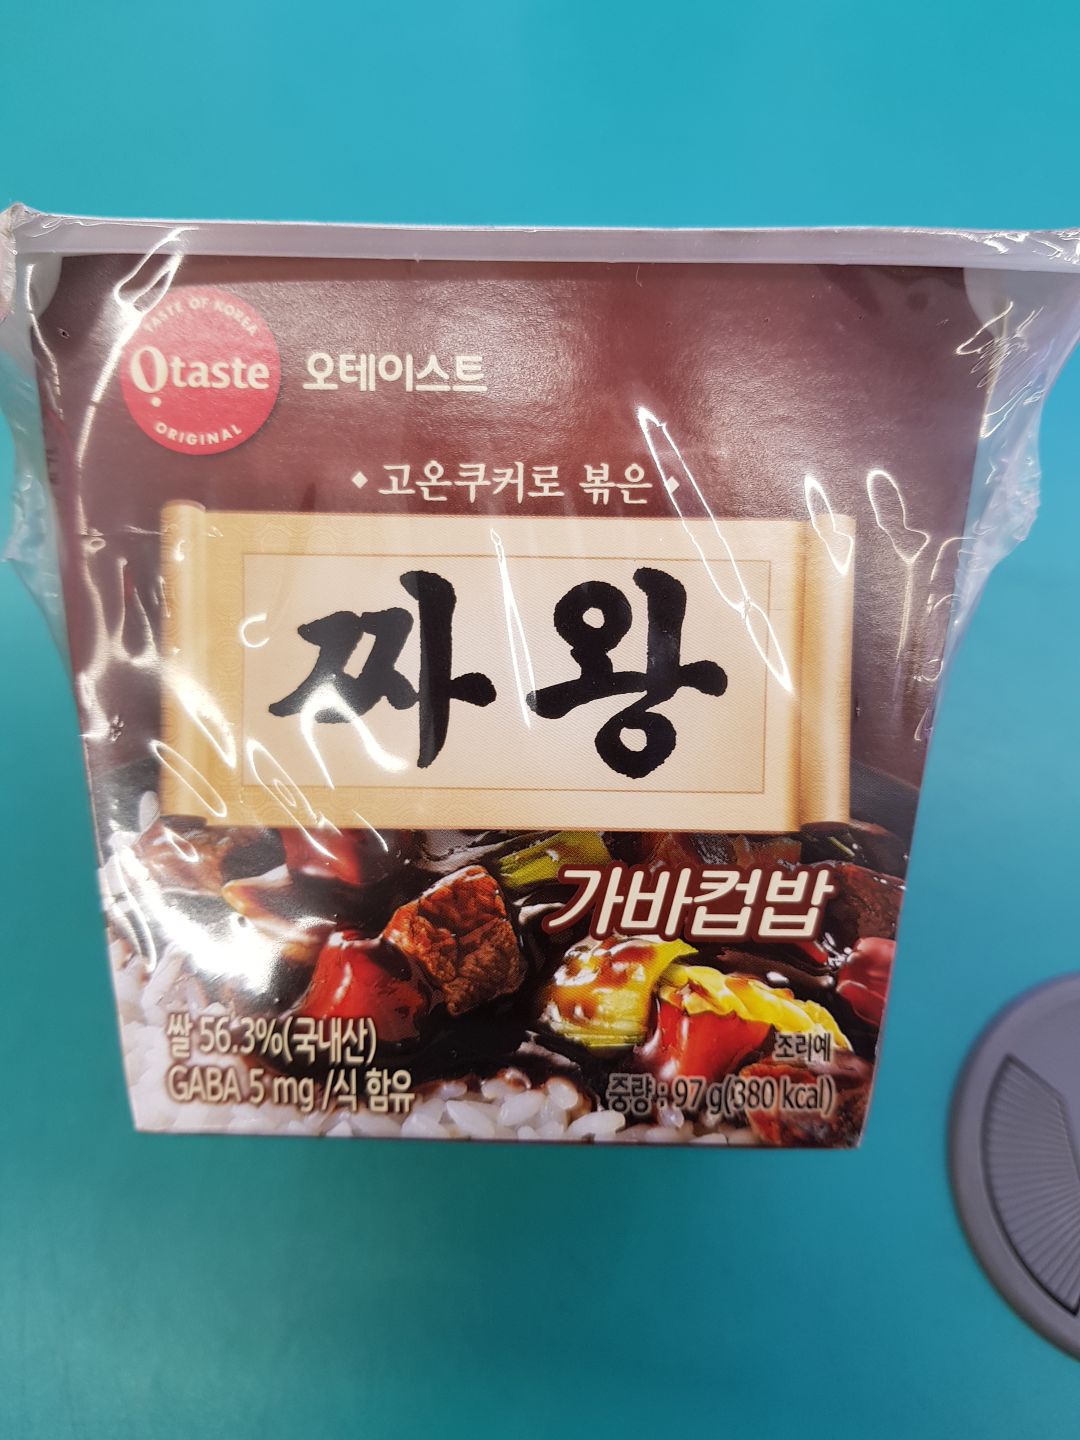 TASTE OF KOREA
Otaste
ORIGINAL
오테이스트
고온쿠커로 볶은
짜왕
가바컵밥
쌀 56.3%(국내산)
GABA 5 mg /식 함유
조리예
중량 : 97 g(380 kcal)